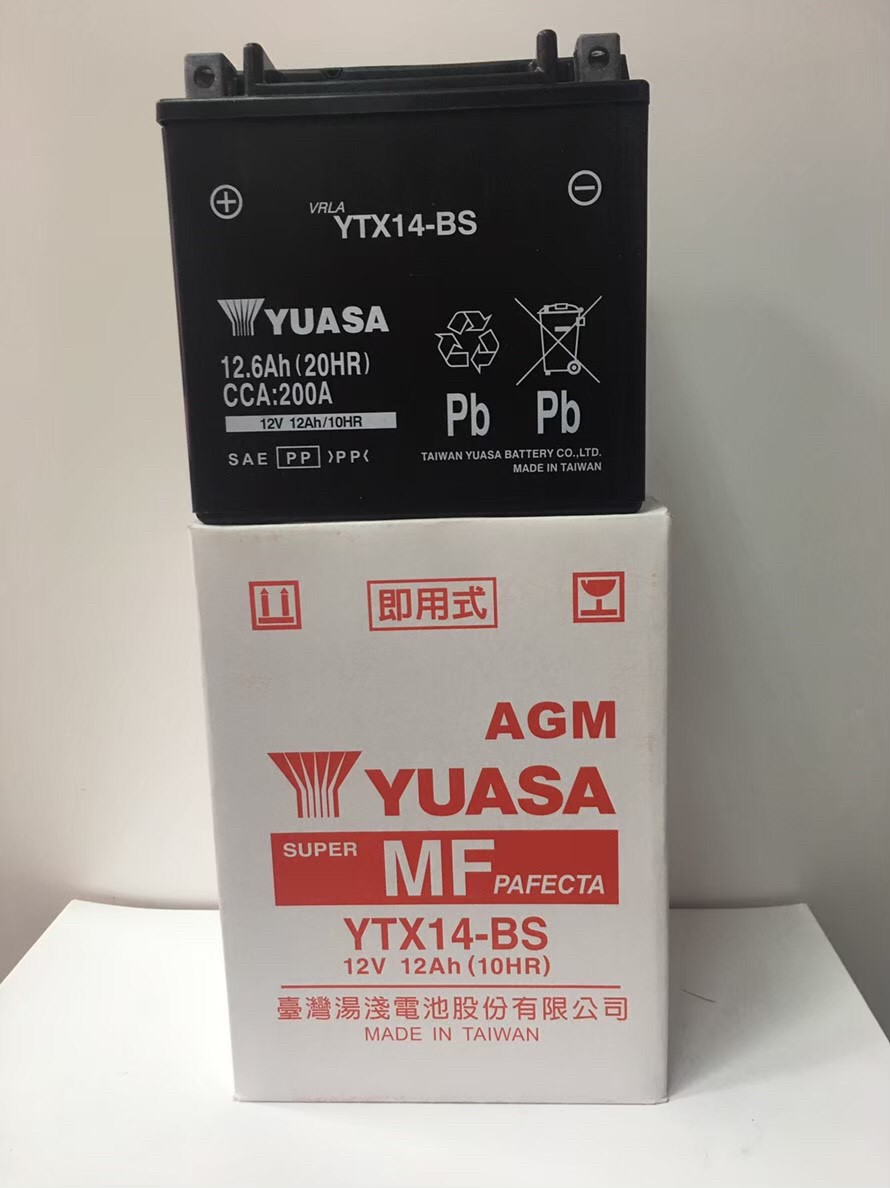 VRLA
YTX14-BS
YUASA
12.6Ah(20HR)
CCA:200A
12V 12Ah/10HR
SAE PP >PP<
Pb Pb
TAIWAN YUASA BATTERY CO.,LTD.
MADE IN TAIWAN
即用式
AGM
YUASA
SUPER MF PAFECTA
YTX14-BS
12V 12Ah(10HR)
臺灣湯淺電池股份有限公司
MADE IN TAIWAN